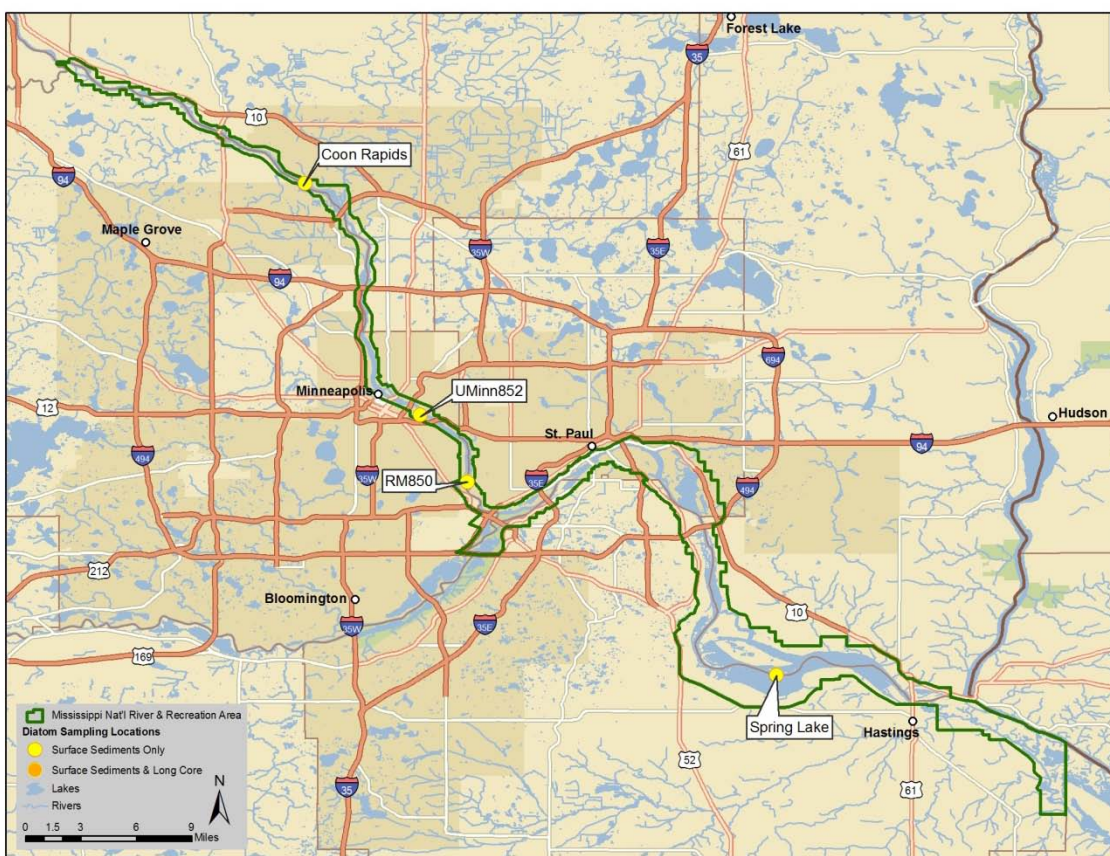 Forest Lake
35
10
61
Coon Rapids
94
Maple Grove
35W
35E
94
694
Minneapolis
UMinn852
12
Hudson
St. Paul
94
494
35W
RM850
35E
494
212
Bloomington
10
35W
35E
169
Spring Lake
Hastings
52
61
35
Mississippi Nat'l River & Recreation Area
Diatom Sampling Locations
Surface Sediments Only
Surface Sediments & Long Core
Lakes
Rivers
N
0 1.5 3 6 9
Miles